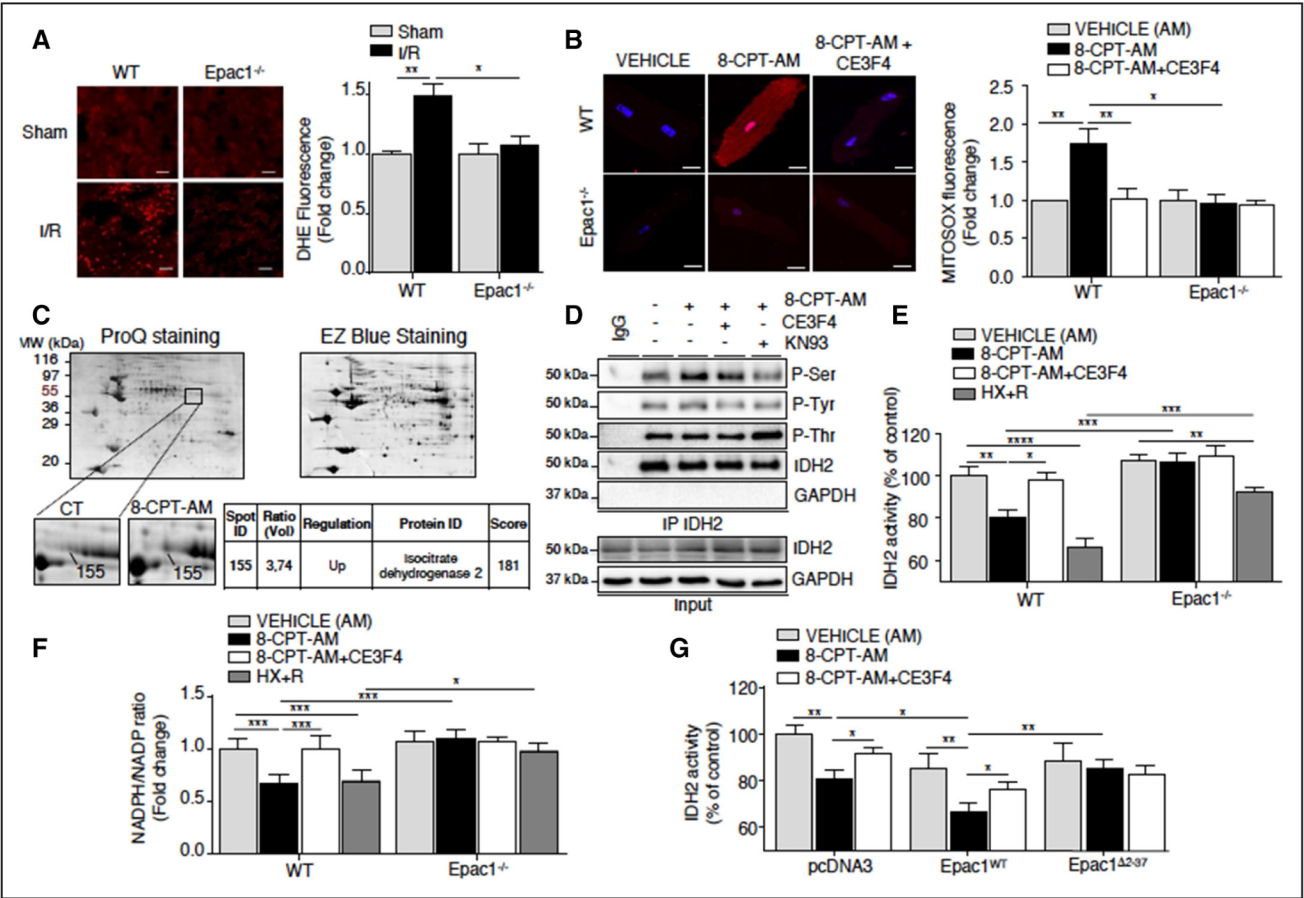 A
WT
Epac1-/-
Sham
I/R
Sham
I/R
**
*
DHE Fluorescence
(Fold change)
1.5
1.0
0.5
0.0
WT
Epac1-/-
B
VEHICLE
8-CPT-AM
8-CPT-AM +
CE3F4
WT
Epac1-/-
VEHICLE (AM)
8-CPT-AM
8-CPT-AM+CE3F4
MITOSOX fluorescence
(Fold change)
2.5
2.0
1.5
1.0
0.5
0.0
*
**
**
WT
Epac1-/-
C
ProQ staining
EZ Blue Staining
MW (kDa)
116
97
55
36
29
20
CT
8-CPT-AM
155
155
Spot ID Ratio (Vol) Regulation Protein ID Score
155 3,74 Up Isocitrate dehydrogenase 2 181
D
IgG - + + + 8-CPT-AM
- - + - CE3F4
- - - + KN93
50 kDa P-Ser
50 kDa P-Tyr
50 kDa P-Thr
50 kDa IDH2
37 kDa GAPDH
IP IDH2
50 kDa IDH2
37 kDa GAPDH
Input
E
VEHICLE (AM)
8-CPT-AM
8-CPT-AM+CE3F4
HX+R
IDH2 activity (% of control)
120
100
80
60
***
***
**** **
** *
WT
Epac1-/-
F
VEHICLE (AM)
8-CPT-AM
8-CPT-AM+CE3F4
HX+R
NADPH/NADP ratio
(Fold change)
1.5
1.0
0.5
0.0
*
***
***
*** ***
WT
Epac1-/-
G
VEHICLE (AM)
8-CPT-AM
8-CPT-AM+CE3F4
IDH2 activity
(% of control)
120
100
80
60
** *
**
* **
*
pcDNA3
Epac1WT
Epac1Δ2-37